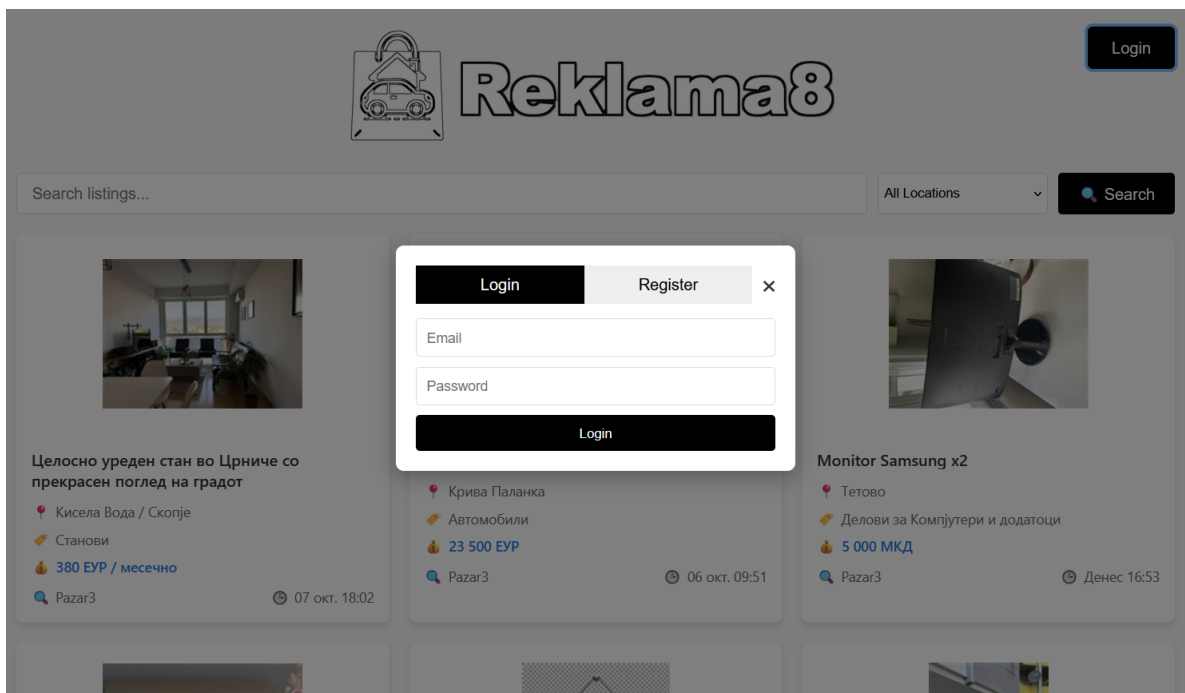 Reklama8
Login
Search listings...
All Locations
Search
Login
Register
×
Email
Password
Login
Целосно уреден стан во Црниче со
прекрасен поглед на градот
Кисела Вода / Скопје
Станови
380 ЕУР / месечно
Pazar3
07 окт. 18:02
Крива Паланка
Автомобили
23 500 ЕУР
Pazar3
06 окт. 09:51
Monitor Samsung x2
Тетово
Делови за Компјутери и додатоци
5 000 МКД
Pazar3
Денес 16:53